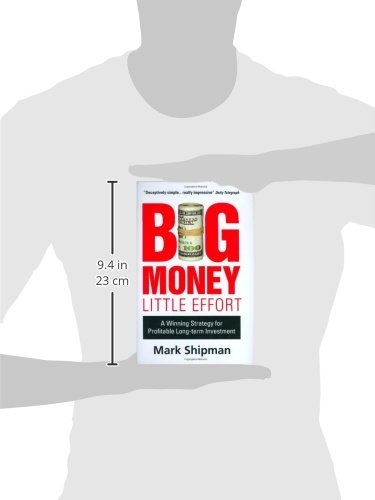 "Deceptively simple... really impressive" Daily Telegraph
BIG
MONEY
LITTLE EFFORT
A Winning Strategy for
Profitable Long-term Investment
Mark Shipman
9.4 in
23 cm
100